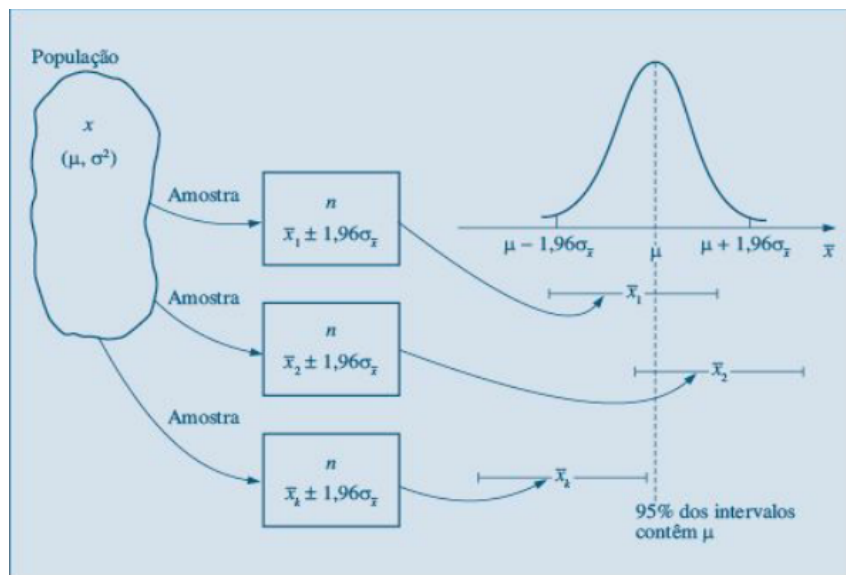 População
x
(μ, σ²)
Amostra
n
x̅₁ ± 1,96σx̅
μ − 1,96σx̅
μ
μ + 1,96σx̅
x̅
x̅₁
Amostra
n
x̅₂ ± 1,96σx̅
x̅₂
Amostra
n
x̅ₖ ± 1,96σx̅
x̅ₖ
95% dos intervalos
contêm μ